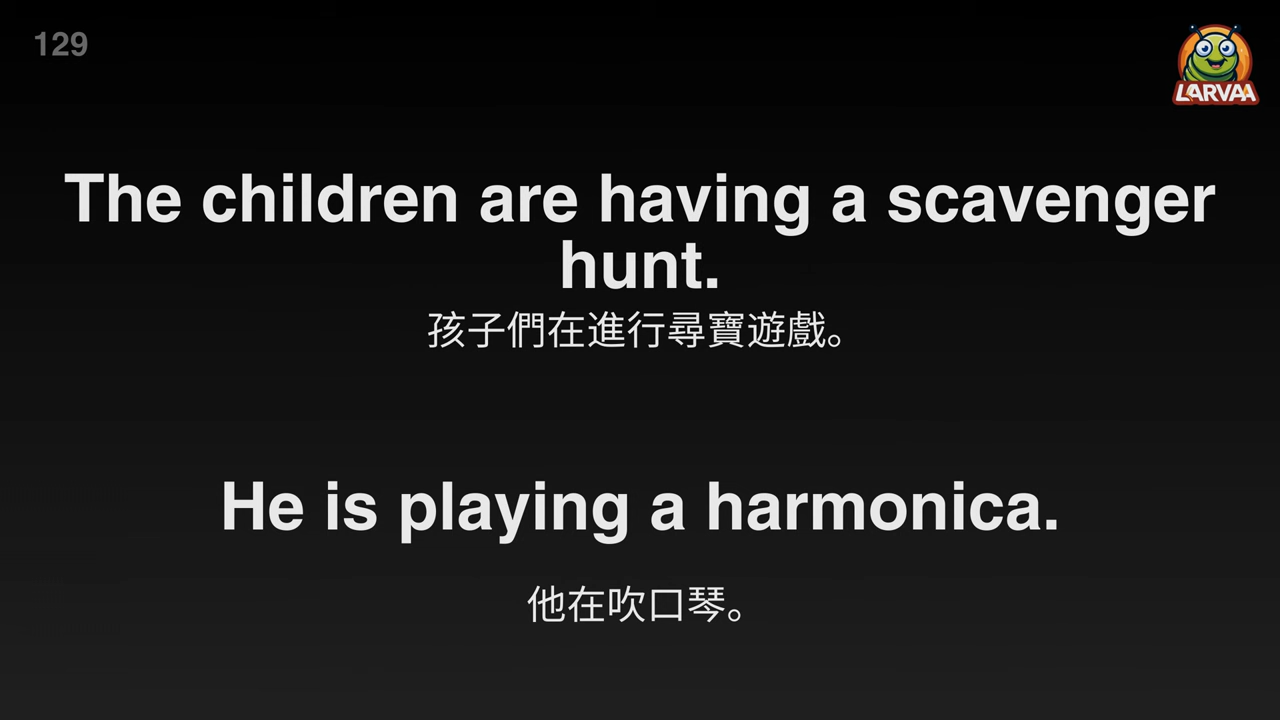 129
LARVAA
The children are having a scavenger
hunt.
孩子們在進行尋寶遊戲。
He is playing a harmonica.
他在吹口琴。